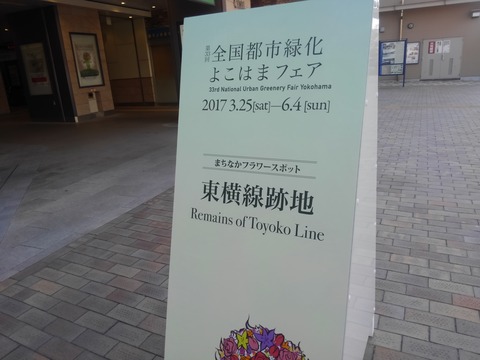 第33回
全国都市緑化
よこはまフェア
33rd National Urban Greenery Fair Yokohama
2017 3.25[sat]—6.4 [sun]
まちなかフラワースポット
東横線跡地
Remains of Toyoko Line